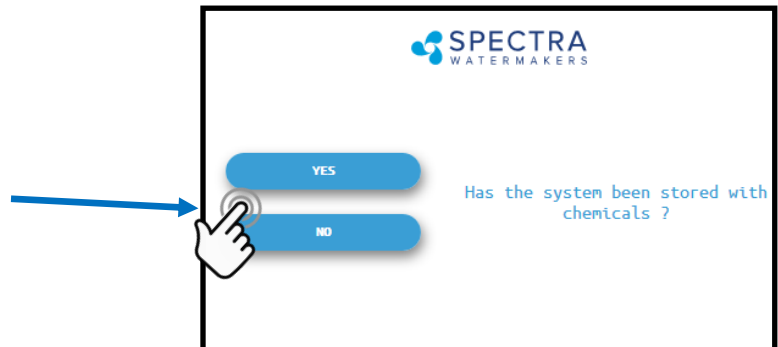 SPECTRA
WATERMAKERS
YES
NO
Has the system been stored with
chemicals ?